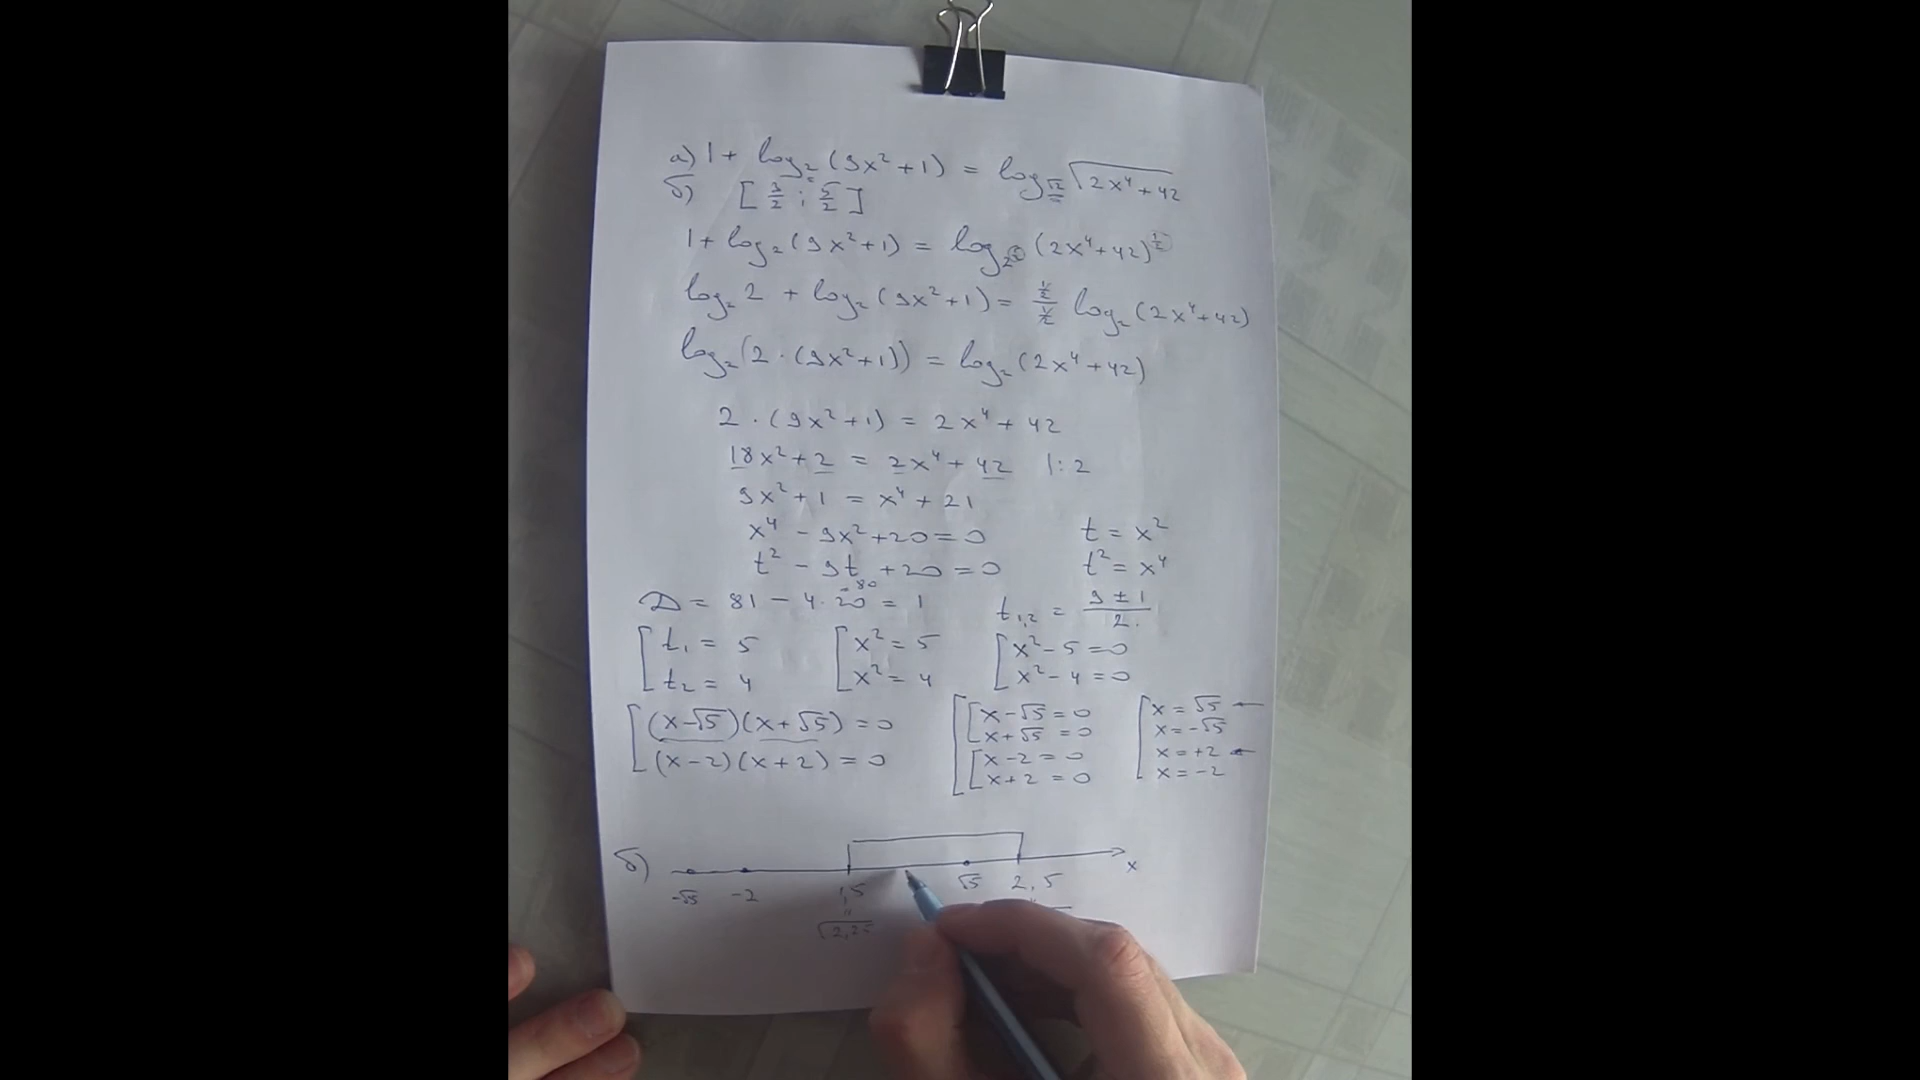 а) 1 + log₂(9x² + 1) = log_√2 √(2x⁴ + 42)
б) [3/2 ; 5/2]
1 + log₂(9x² + 1) = log_2^(1/2) (2x⁴ + 42)^(1/2)
log₂ 2 + log₂(9x² + 1) = (1/2)/(1/2) log₂(2x⁴ + 42)
log₂(2 · (9x² + 1)) = log₂(2x⁴ + 42)
2 · (9x² + 1) = 2x⁴ + 42
18x² + 2 = 2x⁴ + 42 |: 2
9x² + 1 = x⁴ + 21
x⁴ - 9x² + 20 = 0 t = x²
t² - 9t + 20 = 0 t² = x⁴
D = 81 - 4 · 20 = 1 t₁,₂ = (9 ± 1)/2
-80
[ t₁ = 5 [ x² = 5 [ x² - 5 = 0
t₂ = 4 x² = 4 x² - 4 = 0
[ (x - √5)(x + √5) = 0 [ [ x - √5 = 0 [ x = √5 ←
x + √5 = 0 x = -√5
(x - 2)(x + 2) = 0 [ x - 2 = 0 x = +2 ←
x + 2 = 0 x = -2
б) -√5 -2 1,5 √5 2,5 x
" "
√2,25